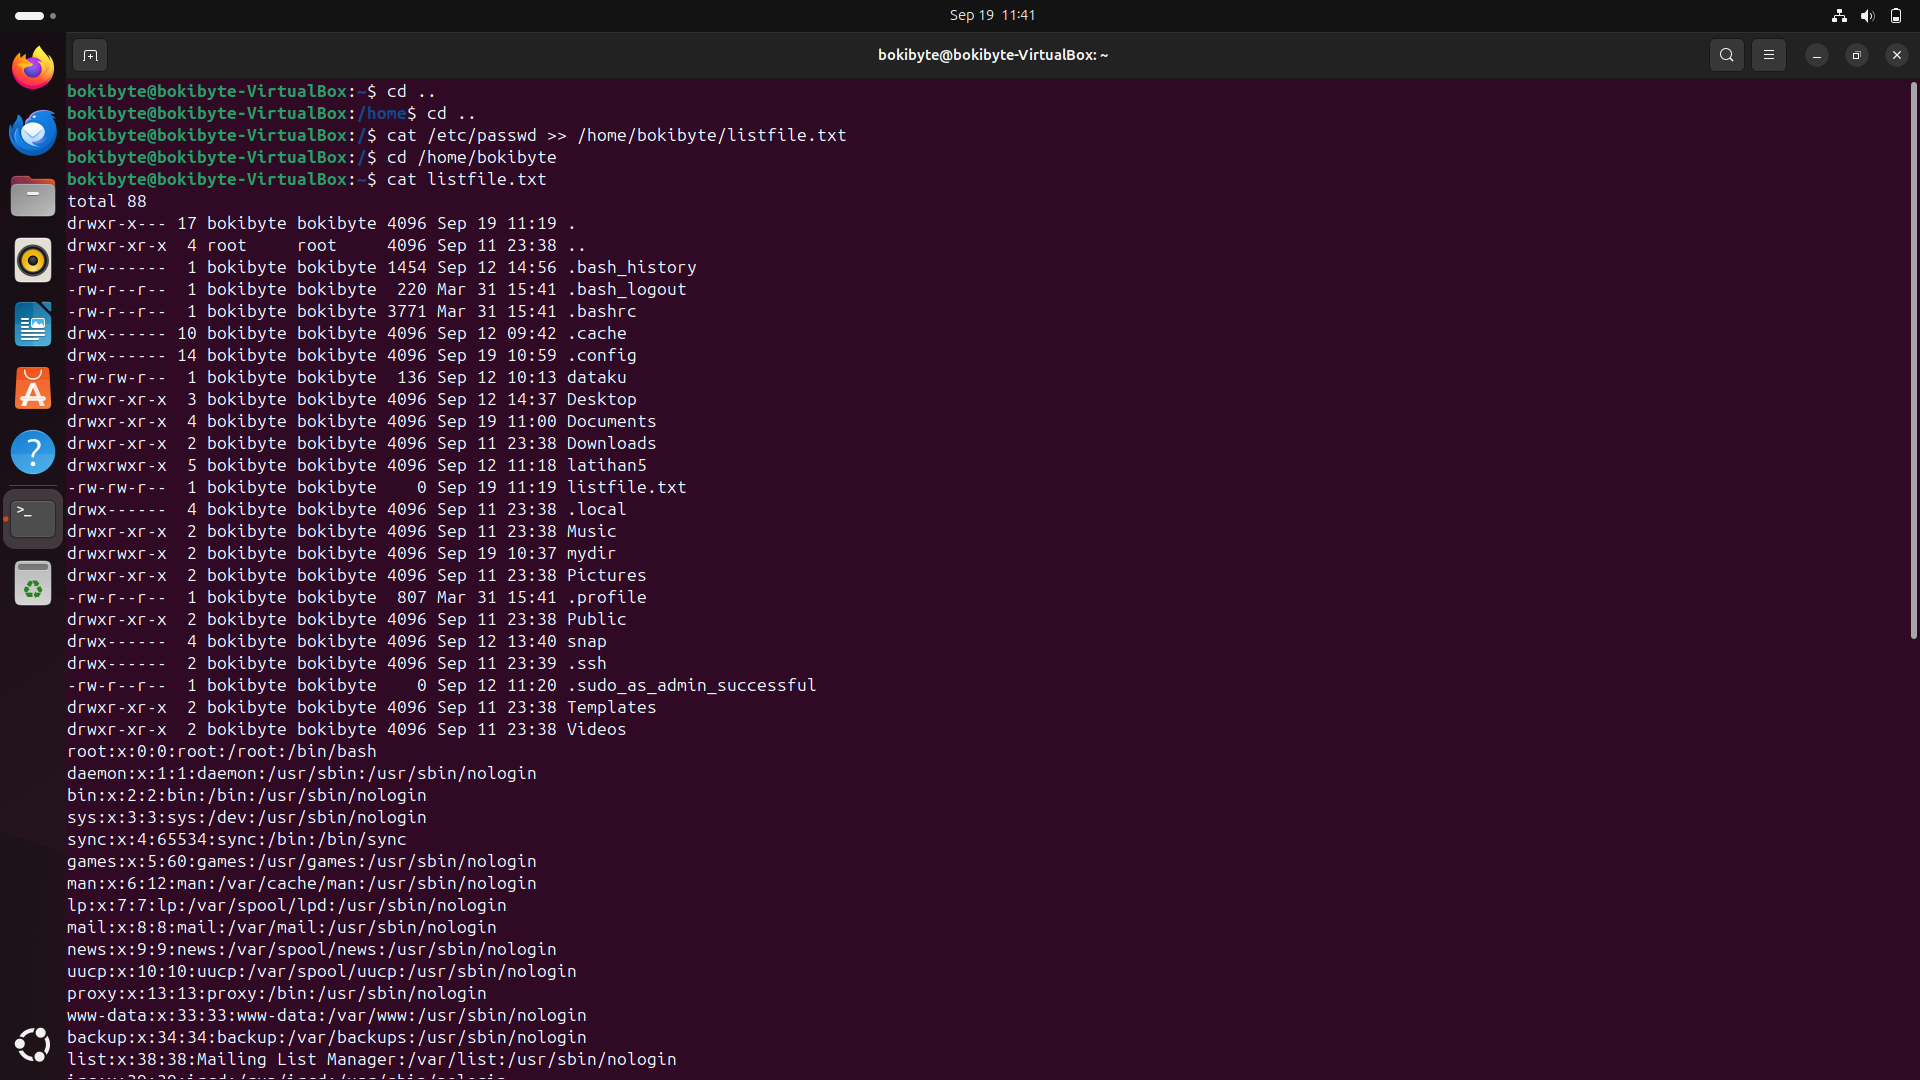 Sep 19 11:41
bokibyte@bokibyte-VirtualBox: ~
bokibyte@bokibyte-VirtualBox:~$ cd ..
bokibyte@bokibyte-VirtualBox:/home$ cd ..
bokibyte@bokibyte-VirtualBox:/$ cat /etc/passwd >> /home/bokibyte/listfile.txt
bokibyte@bokibyte-VirtualBox:/$ cd /home/bokibyte
bokibyte@bokibyte-VirtualBox:~$ cat listfile.txt
total 88
drwxr-x--- 17 bokibyte bokibyte 4096 Sep 19 11:19 .
drwxr-xr-x  4 root     root     4096 Sep 11 23:38 ..
-rw-------  1 bokibyte bokibyte 1454 Sep 12 14:56 .bash_history
-rw-r--r--  1 bokibyte bokibyte  220 Mar 31 15:41 .bash_logout
-rw-r--r--  1 bokibyte bokibyte 3771 Mar 31 15:41 .bashrc
drwx------ 10 bokibyte bokibyte 4096 Sep 12 09:42 .cache
drwx------ 14 bokibyte bokibyte 4096 Sep 19 10:59 .config
-rw-rw-r--  1 bokibyte bokibyte  136 Sep 12 10:13 dataku
drwxr-xr-x  3 bokibyte bokibyte 4096 Sep 12 14:37 Desktop
drwxr-xr-x  4 bokibyte bokibyte 4096 Sep 19 11:00 Documents
drwxr-xr-x  2 bokibyte bokibyte 4096 Sep 11 23:38 Downloads
drwxrwxr-x  5 bokibyte bokibyte 4096 Sep 12 11:18 latihan5
-rw-rw-r--  1 bokibyte bokibyte    0 Sep 19 11:19 listfile.txt
drwx------  4 bokibyte bokibyte 4096 Sep 11 23:38 .local
drwxr-xr-x  2 bokibyte bokibyte 4096 Sep 11 23:38 Music
drwxrwxr-x  2 bokibyte bokibyte 4096 Sep 19 10:37 mydir
drwxr-xr-x  2 bokibyte bokibyte 4096 Sep 11 23:38 Pictures
-rw-r--r--  1 bokibyte bokibyte  807 Mar 31 15:41 .profile
drwxr-xr-x  2 bokibyte bokibyte 4096 Sep 11 23:38 Public
drwx------  4 bokibyte bokibyte 4096 Sep 12 13:40 snap
drwx------  2 bokibyte bokibyte 4096 Sep 11 23:39 .ssh
-rw-r--r--  1 bokibyte bokibyte    0 Sep 12 11:20 .sudo_as_admin_successful
drwxr-xr-x  2 bokibyte bokibyte 4096 Sep 11 23:38 Templates
drwxr-xr-x  2 bokibyte bokibyte 4096 Sep 11 23:38 Videos
root:x:0:0:root:/root:/bin/bash
daemon:x:1:1:daemon:/usr/sbin:/usr/sbin/nologin
bin:x:2:2:bin:/bin:/usr/sbin/nologin
sys:x:3:3:sys:/dev:/usr/sbin/nologin
sync:x:4:65534:sync:/bin:/bin/sync
games:x:5:60:games:/usr/games:/usr/sbin/nologin
man:x:6:12:man:/var/cache/man:/usr/sbin/nologin
lp:x:7:7:lp:/var/spool/lpd:/usr/sbin/nologin
mail:x:8:8:mail:/var/mail:/usr/sbin/nologin
news:x:9:9:news:/var/spool/news:/usr/sbin/nologin
uucp:x:10:10:uucp:/var/spool/uucp:/usr/sbin/nologin
proxy:x:13:13:proxy:/bin:/usr/sbin/nologin
www-data:x:33:33:www-data:/var/www:/usr/sbin/nologin
backup:x:34:34:backup:/var/backups:/usr/sbin/nologin
list:x:38:38:Mailing List Manager:/var/list:/usr/sbin/nologin